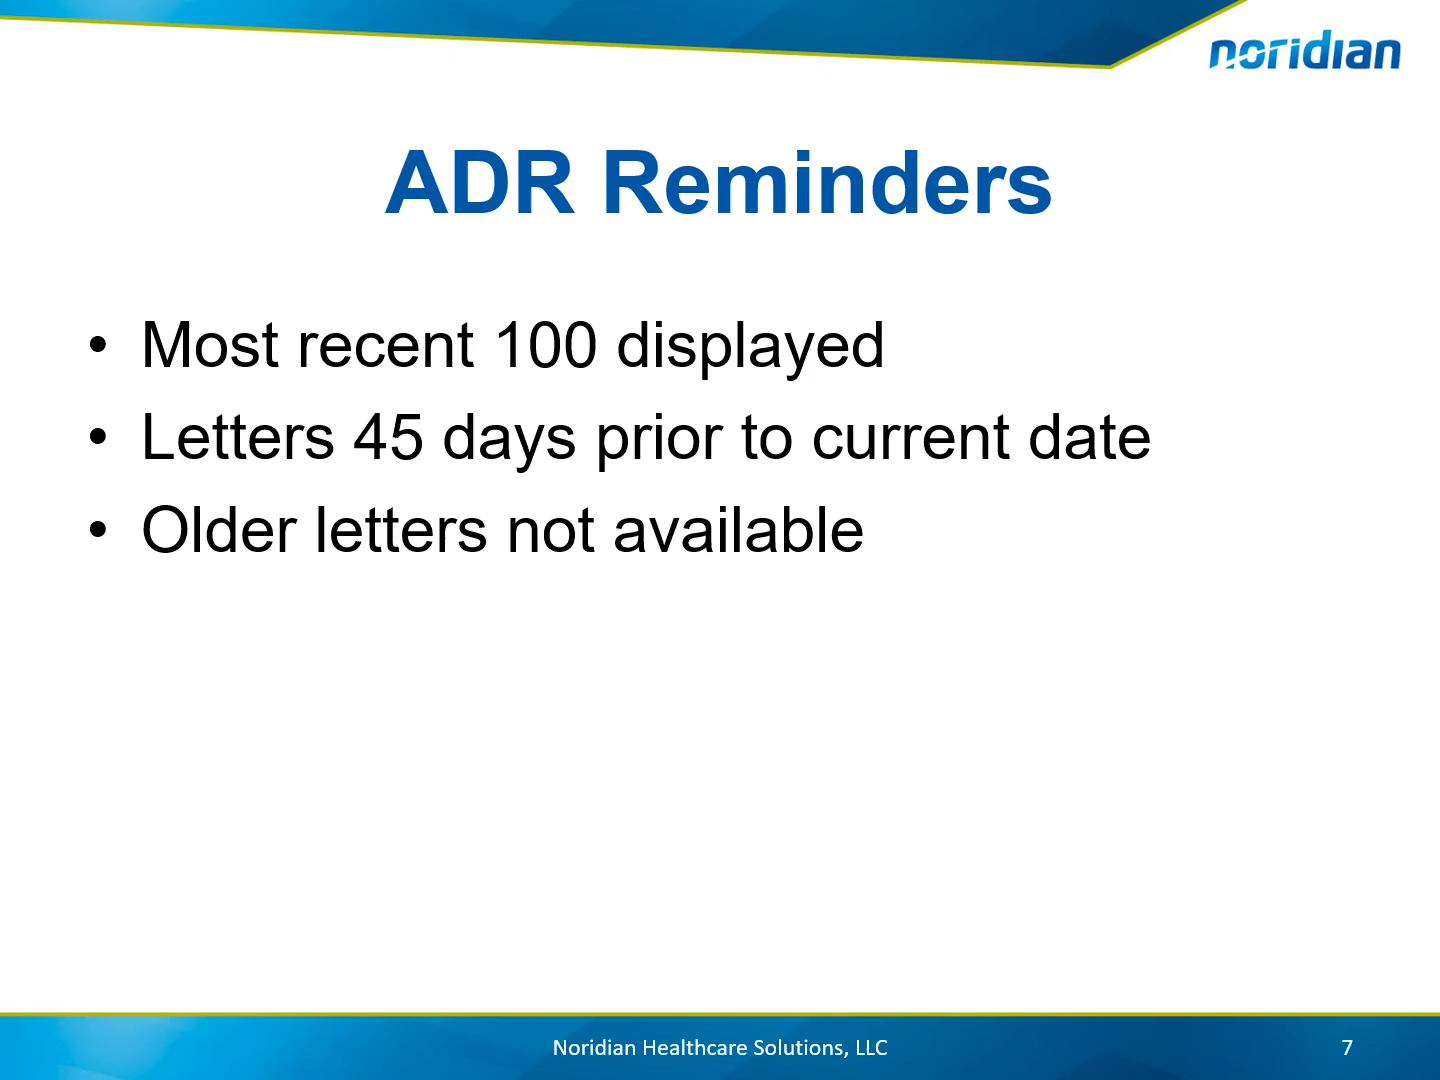 noridian
ADR Reminders
• Most recent 100 displayed
• Letters 45 days prior to current date
• Older letters not available
Noridian Healthcare Solutions, LLC
7